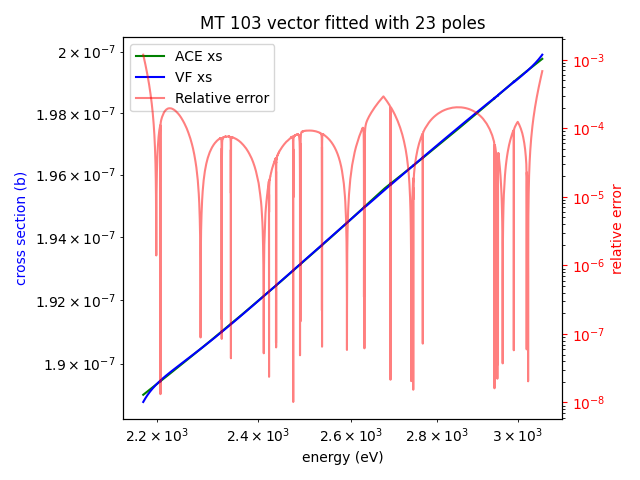 MT 103 vector fitted with 23 poles
ACE xs
VF xs
Relative error
2 × 10⁻⁷
1.98 × 10⁻⁷
1.96 × 10⁻⁷
1.94 × 10⁻⁷
1.92 × 10⁻⁷
1.9 × 10⁻⁷
cross section (b)
10⁻³
10⁻⁴
10⁻⁵
10⁻⁶
10⁻⁷
10⁻⁸
relative error
2.2 × 10³ 2.4 × 10³ 2.6 × 10³ 2.8 × 10³ 3 × 10³
energy (eV)